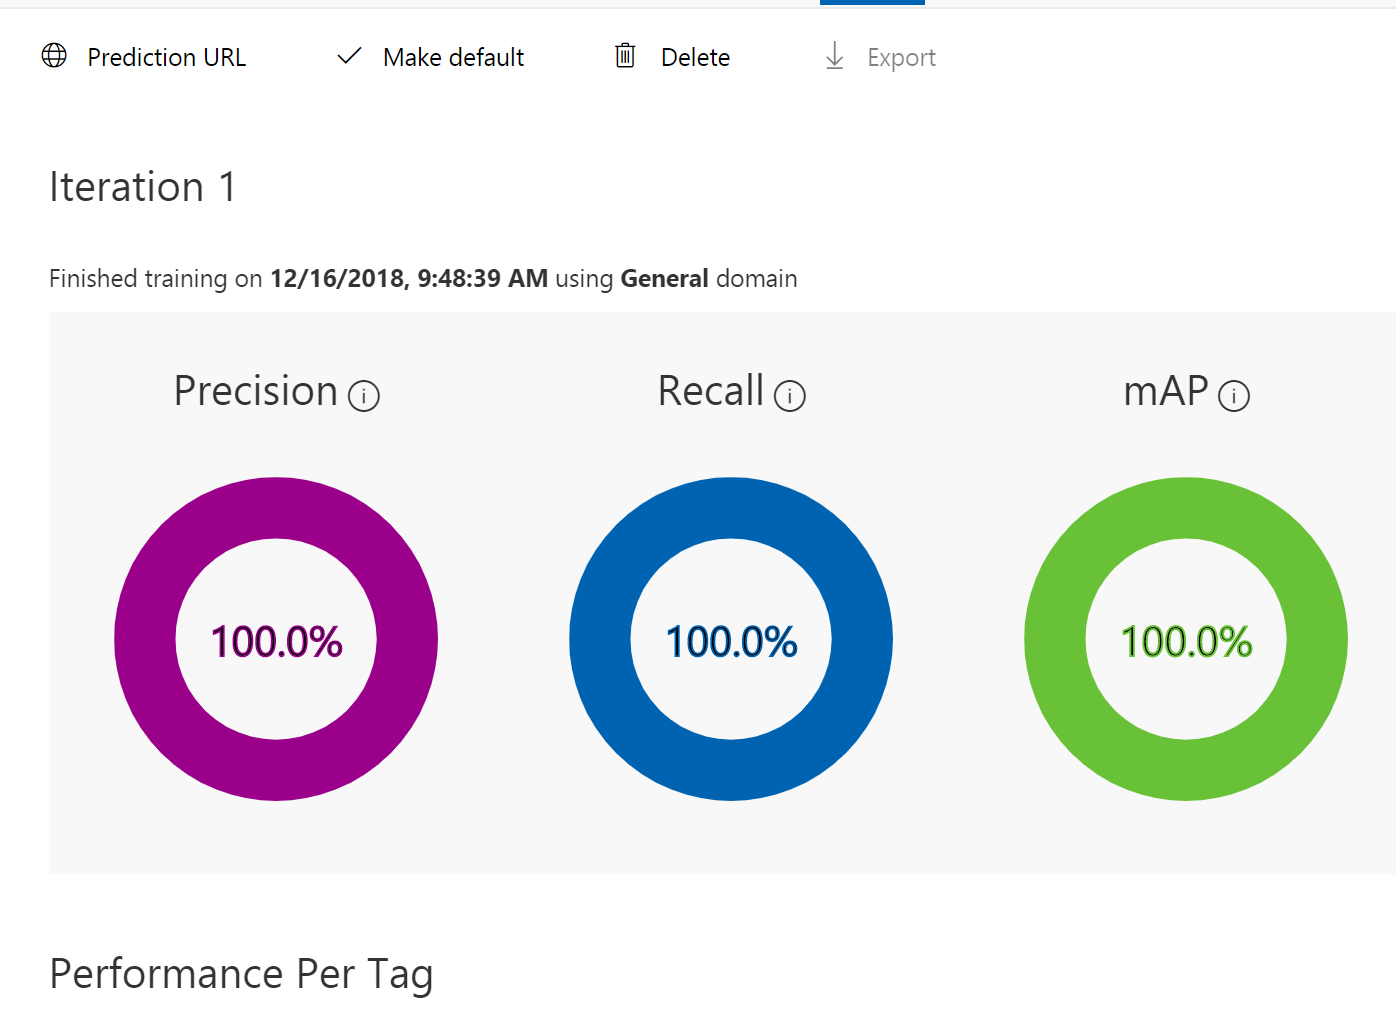 Prediction URL Make default Delete Export
Iteration 1
Finished training on 12/16/2018, 9:48:39 AM using General domain
Precision Recall mAP
100.0% 100.0% 100.0%
Performance Per Tag